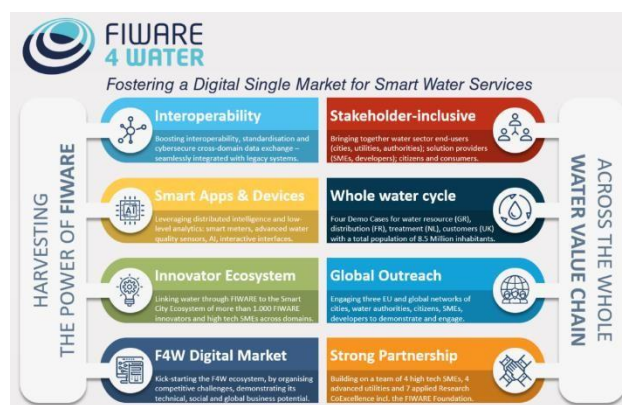 FIWARE
4 WATER
Fostering a Digital Single Market for Smart Water Services
HARVESTING
THE POWER OF FIWARE
Interoperability
Boosting interoperability, standardisation and
cybersecure cross-domain data exchange –
seamlessly integrated with legacy systems.
Smart Apps & Devices
Leveraging distributed intelligence and low-
level analytics: smart meters, advanced water
quality sensors, AI, interactive interfaces.
Innovator Ecosystem
Linking water through FIWARE to the Smart
City Ecosystem of more than 1.000 FIWARE
innovators and high tech SMEs across domains.
F4W Digital Market
Kick-starting the F4W ecosystem, by organising
competitive challenges, demonstrating its
technical, social and global business potential.
Stakeholder-inclusive
Bringing together water sector end-users
(cities, utilities, authorities); solution providers
(SMEs, developers); citizens and consumers.
Whole water cycle
Four Demo Cases for water resource (GR),
distribution (FR), treatment (NL), customers (UK)
with a total population of 8.5 Million inhabitants.
Global Outreach
Engaging three EU and global networks of
cities, water authorities, citizens, SMEs,
developers to demonstrate and engage.
Strong Partnership
Building on a team of 4 high tech SMEs, 4
advanced utilities and 7 applied Research
CoExcellence incl. the FIWARE Foundation.
ACROSS THE WHOLE
WATER VALUE CHAIN
AI